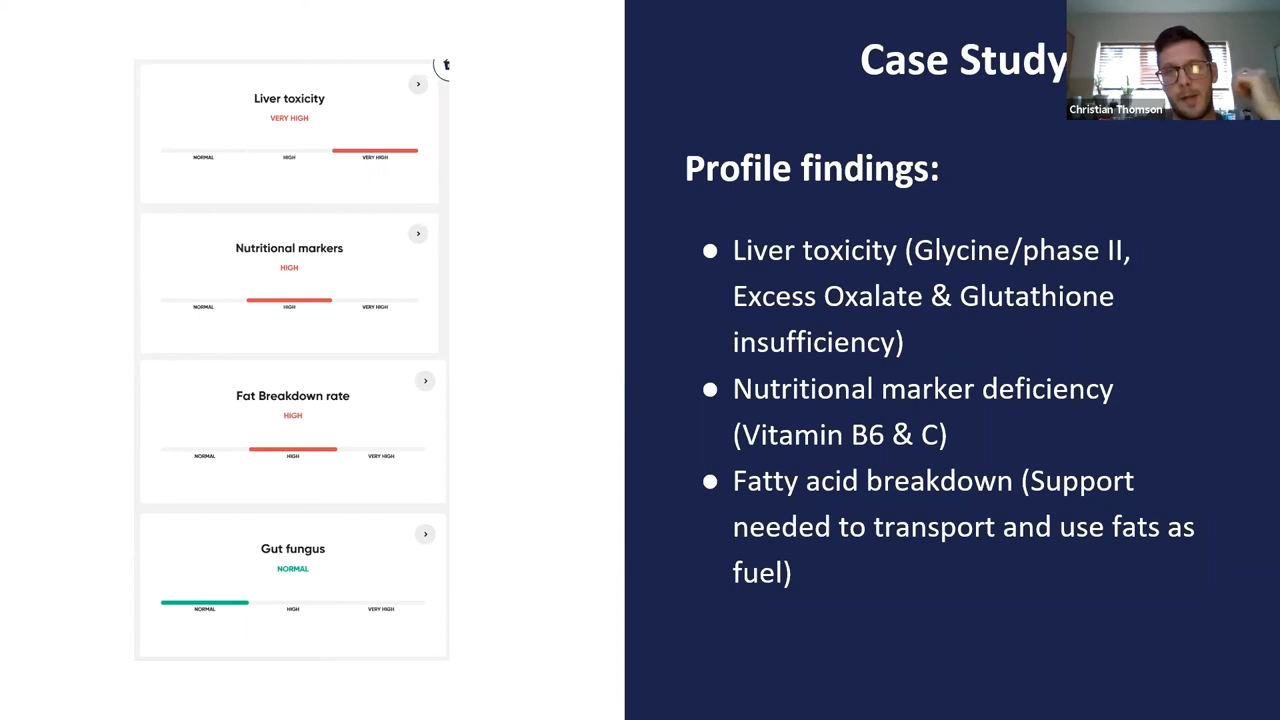 Liver toxicity
VERY HIGH
NORMAL HIGH VERY HIGH
Nutritional markers
HIGH
NORMAL HIGH VERY HIGH
Fat Breakdown rate
HIGH
NORMAL HIGH VERY HIGH
Gut fungus
NORMAL
NORMAL HIGH VERY HIGH
Case Study
Christian Thomson
Profile findings:
● Liver toxicity (Glycine/phase II,
Excess Oxalate & Glutathione
insufficiency)
● Nutritional marker deficiency
(Vitamin B6 & C)
● Fatty acid breakdown (Support
needed to transport and use fats as
fuel)